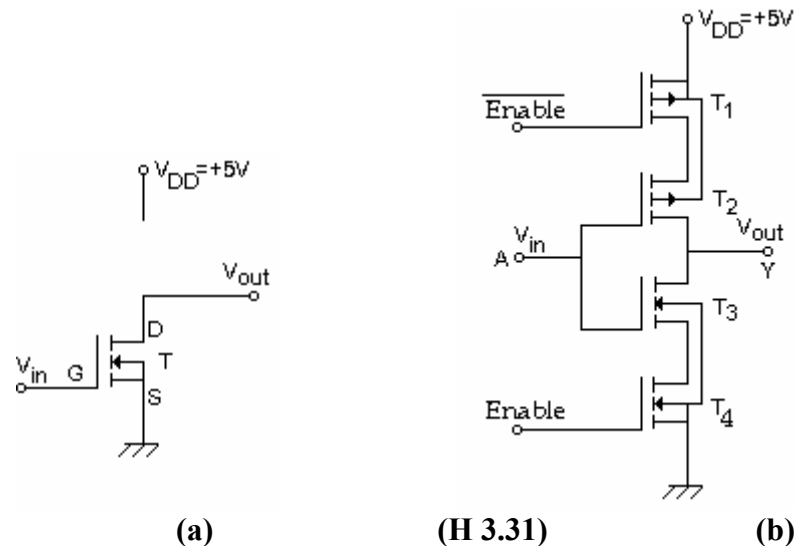 V_DD=+5V
V_out
D
V_in
G
T
S
V_DD=+5V
Enable
T_1
T_2
V_in
V_out
A
Y
T_3
Enable
T_4
(a) (H 3.31) (b)